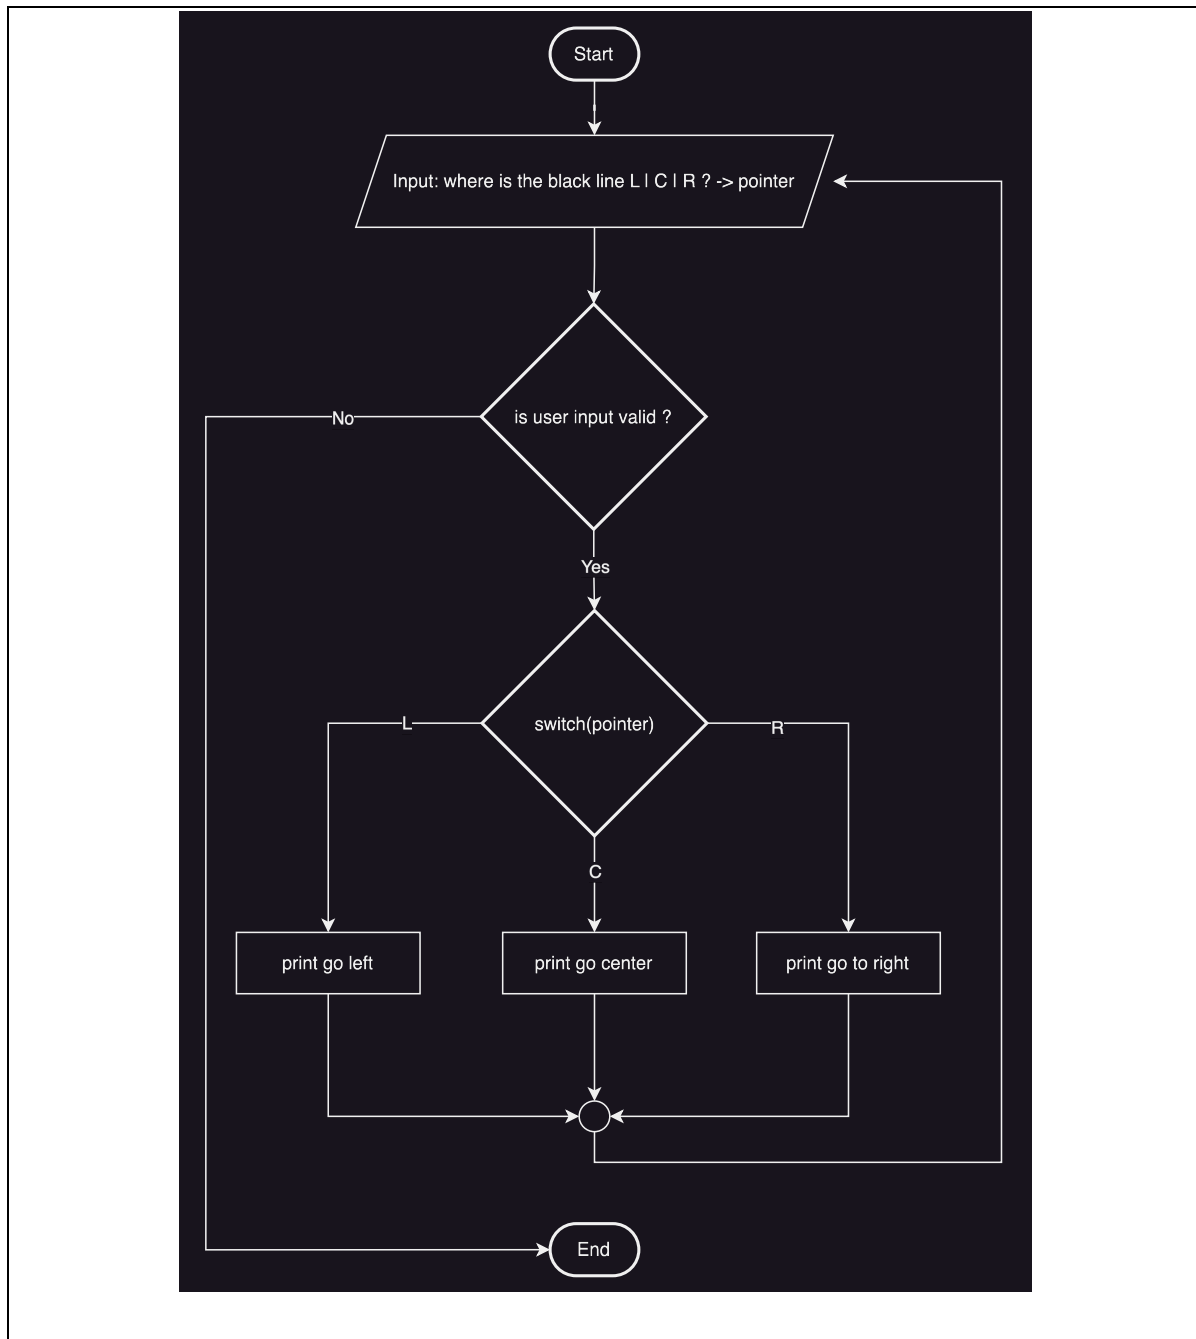 Start
Input: where is the black line L | C | R ? -> pointer
is user input valid ?
No
Yes
switch(pointer)
L
R
C
print go left
print go center
print go to right
End